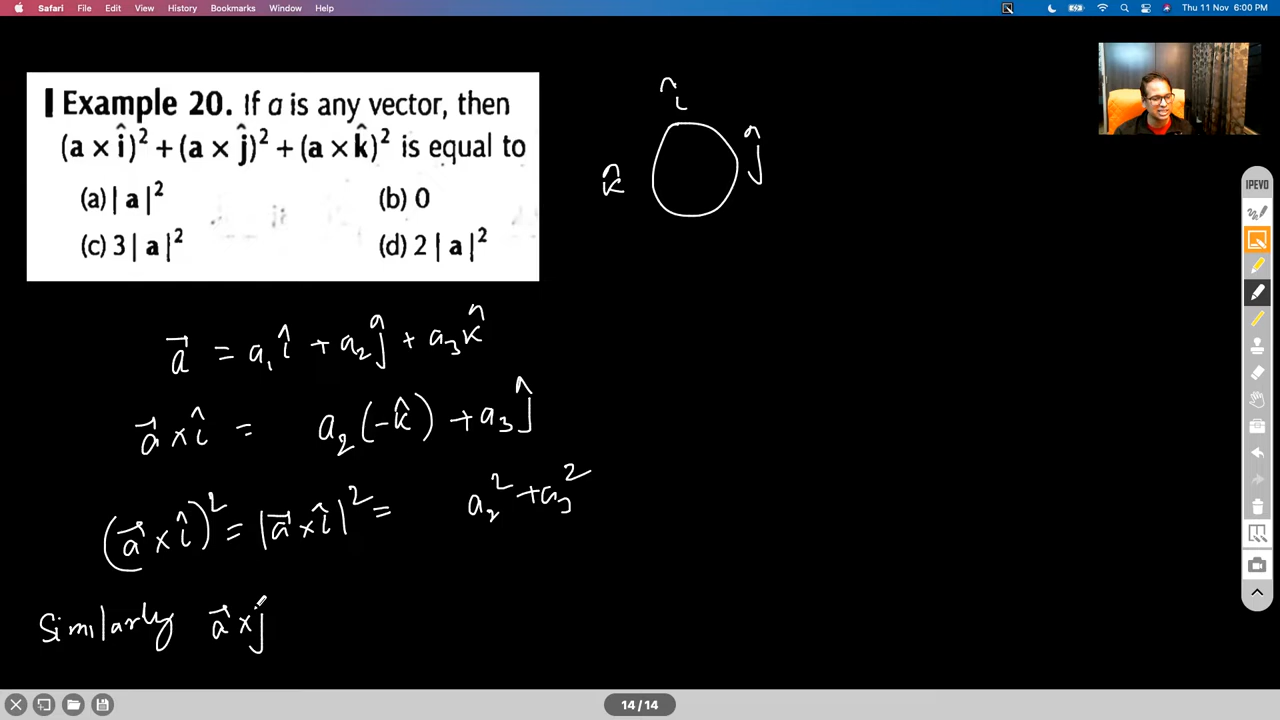 Safari File Edit View History Bookmarks Window Help
Thu 11 Nov 6:00 PM
Example 20. If a is any vector, then
(a × î)² + (a × ĵ)² + (a × k̂)² is equal to
(a) | a |² (b) 0
(c) 3 | a |² (d) 2 | a |²
î
k̂ ĵ
a⃗ = a₁î + a₂ĵ + a₃k̂
a⃗ × î = a₂(-k̂) + a₃ĵ
(a⃗ × î)² = |a⃗ × î|² = a₂² + a₃²
Similarly a⃗ × j
IPEVO
14 / 14